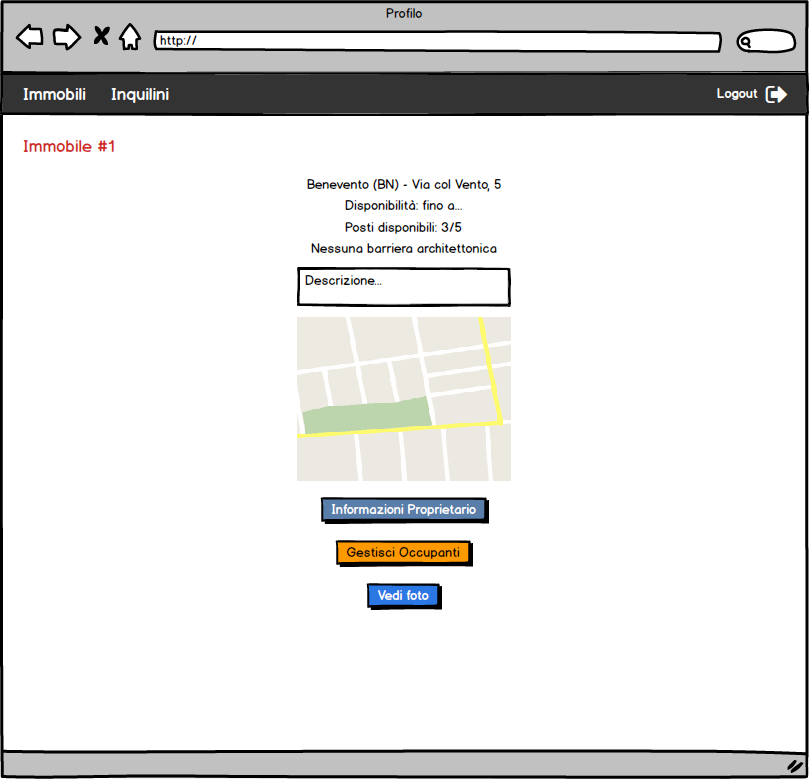 Profilo
http://
Immobili Inquilini Logout
Immobile #1
Benevento (BN) - Via col Vento, 5
Disponibilità: fino a...
Posti disponibili: 3/5
Nessuna barriera architettonica
Descrizione...
Informazioni Proprietario
Gestisci Occupanti
Vedi foto